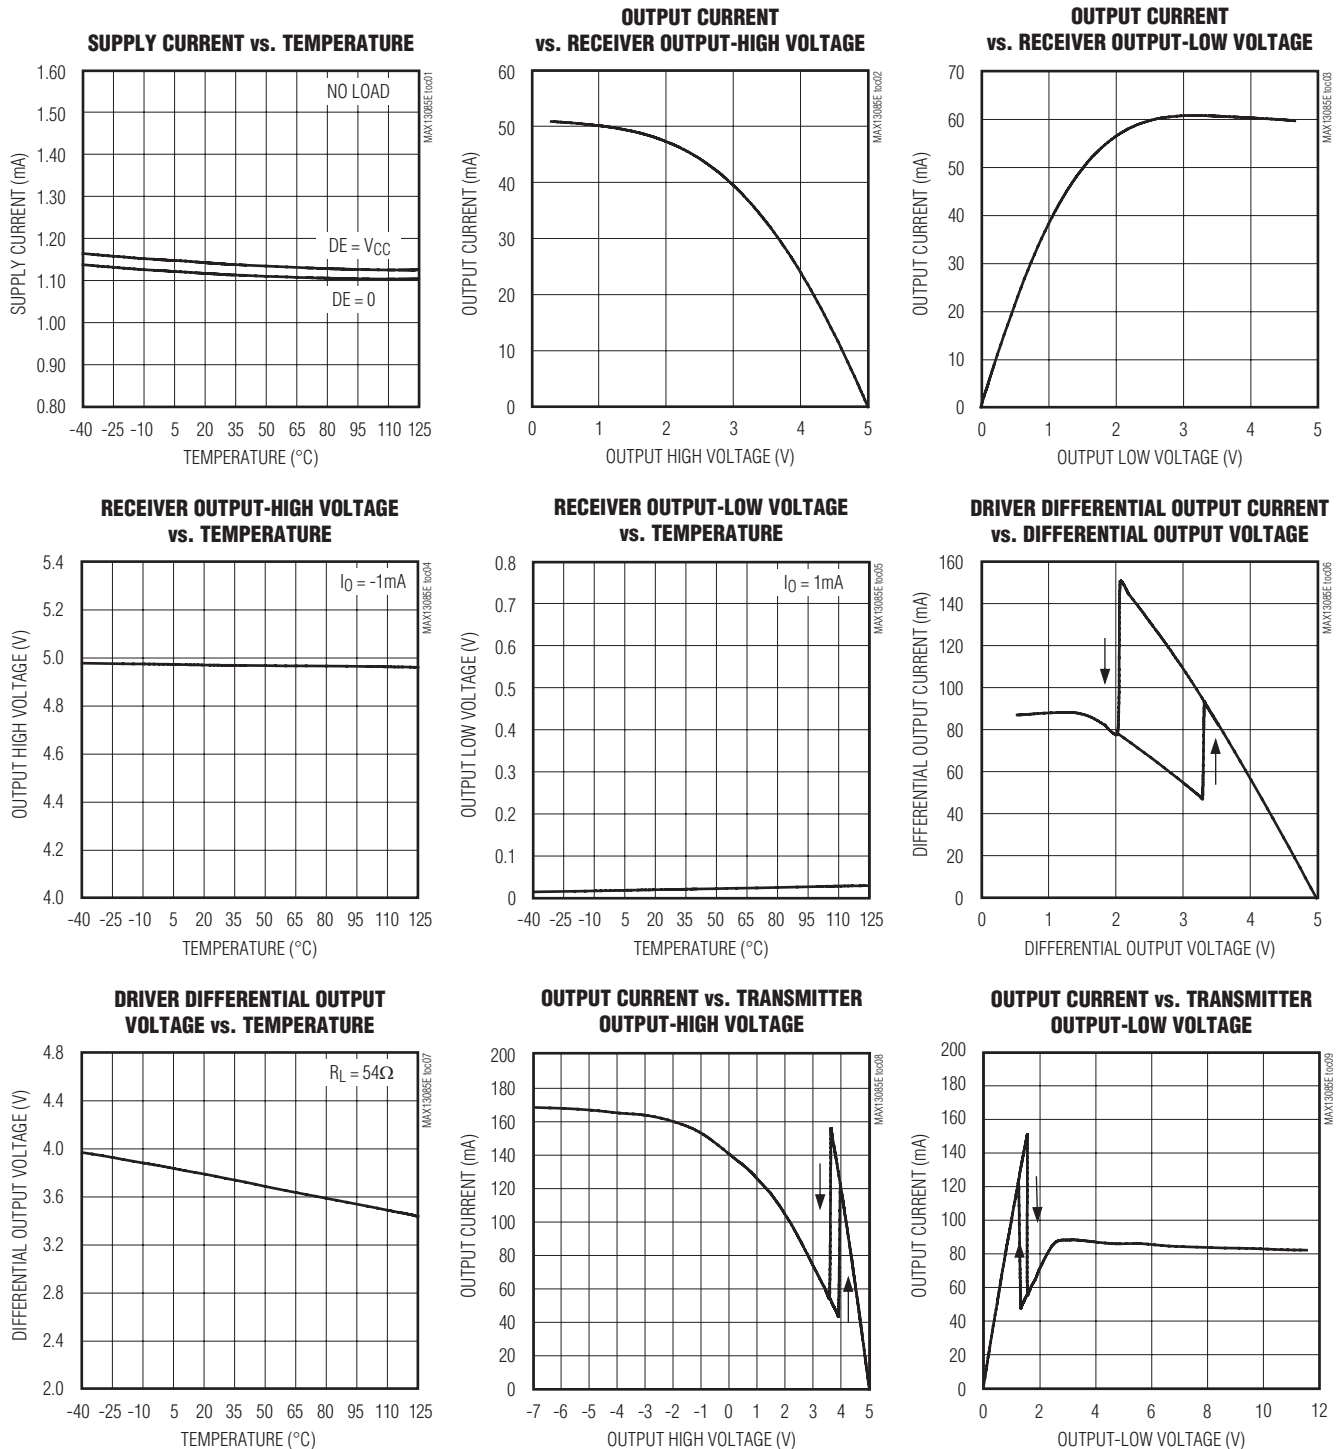 SUPPLY CURRENT vs. TEMPERATURE
1.60
1.50
1.40
1.30
1.20
1.10
1.00
0.90
0.80
SUPPLY CURRENT (mA)
NO LOAD
DE = VCC
DE = 0
MAX13085E toc01
-40 -25 -10 5 20 35 50 65 80 95 110 125
TEMPERATURE (°C)
OUTPUT CURRENT
vs. RECEIVER OUTPUT-HIGH VOLTAGE
60
50
40
30
20
10
0
OUTPUT CURRENT (mA)
MAX13085E toc02
0 1 2 3 4 5
OUTPUT HIGH VOLTAGE (V)
OUTPUT CURRENT
vs. RECEIVER OUTPUT-LOW VOLTAGE
70
60
50
40
30
20
10
0
OUTPUT CURRENT (mA)
MAX13085E toc03
0 1 2 3 4 5
OUTPUT LOW VOLTAGE (V)
RECEIVER OUTPUT-HIGH VOLTAGE
vs. TEMPERATURE
5.4
5.2
5.0
4.8
4.6
4.4
4.2
4.0
OUTPUT HIGH VOLTAGE (V)
IO = -1mA
MAX13085E toc04
-40 -25 -10 5 20 35 50 65 80 95 110 125
TEMPERATURE (°C)
RECEIVER OUTPUT-LOW VOLTAGE
vs. TEMPERATURE
0.8
0.7
0.6
0.5
0.4
0.3
0.2
0.1
0
OUTPUT LOW VOLTAGE (V)
IO = 1mA
MAX13085E toc05
-40 -25 -10 5 20 35 50 65 80 95 110 125
TEMPERATURE (°C)
DRIVER DIFFERENTIAL OUTPUT CURRENT
vs. DIFFERENTIAL OUTPUT VOLTAGE
160
140
120
100
80
60
40
20
0
DIFFERENTIAL OUTPUT CURRENT (mA)
MAX13085E toc06
0 1 2 3 4 5
DIFFERENTIAL OUTPUT VOLTAGE (V)
DRIVER DIFFERENTIAL OUTPUT
VOLTAGE vs. TEMPERATURE
4.8
4.4
4.0
3.6
3.2
2.8
2.4
2.0
DIFFERENTIAL OUTPUT VOLTAGE (V)
RL = 54Ω
MAX13085E toc07
-40 -25 -10 5 20 35 50 65 80 95 110 125
TEMPERATURE (°C)
OUTPUT CURRENT vs. TRANSMITTER
OUTPUT-HIGH VOLTAGE
200
180
160
140
120
100
80
60
40
20
0
OUTPUT CURRENT (mA)
MAX13085E toc08
-7 -6 -5 -4 -3 -2 -1 0 1 2 3 4 5
OUTPUT HIGH VOLTAGE (V)
OUTPUT CURRENT vs. TRANSMITTER
OUTPUT-LOW VOLTAGE
200
180
160
140
120
100
80
60
40
20
0
OUTPUT CURRENT (mA)
MAX13085E toc09
0 2 4 6 8 10 12
OUTPUT-LOW VOLTAGE (V)